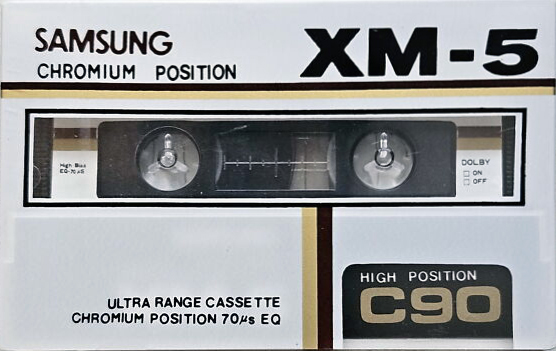 SAMSUNG
CHROMIUM POSITION
XM-5
High Bias
EQ-70μS
DOLBY
ON
OFF
ULTRA RANGE CASSETTE
CHROMIUM POSITION 70μs EQ
HIGH POSITION
C90